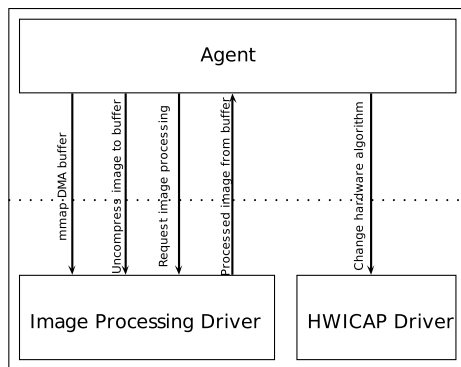 Agent
mmap-DMA buffer
Uncompress image to buffer
Request image processing
Processed image from buffer
Change hardware algorithm
Image Processing Driver
HWICAP Driver